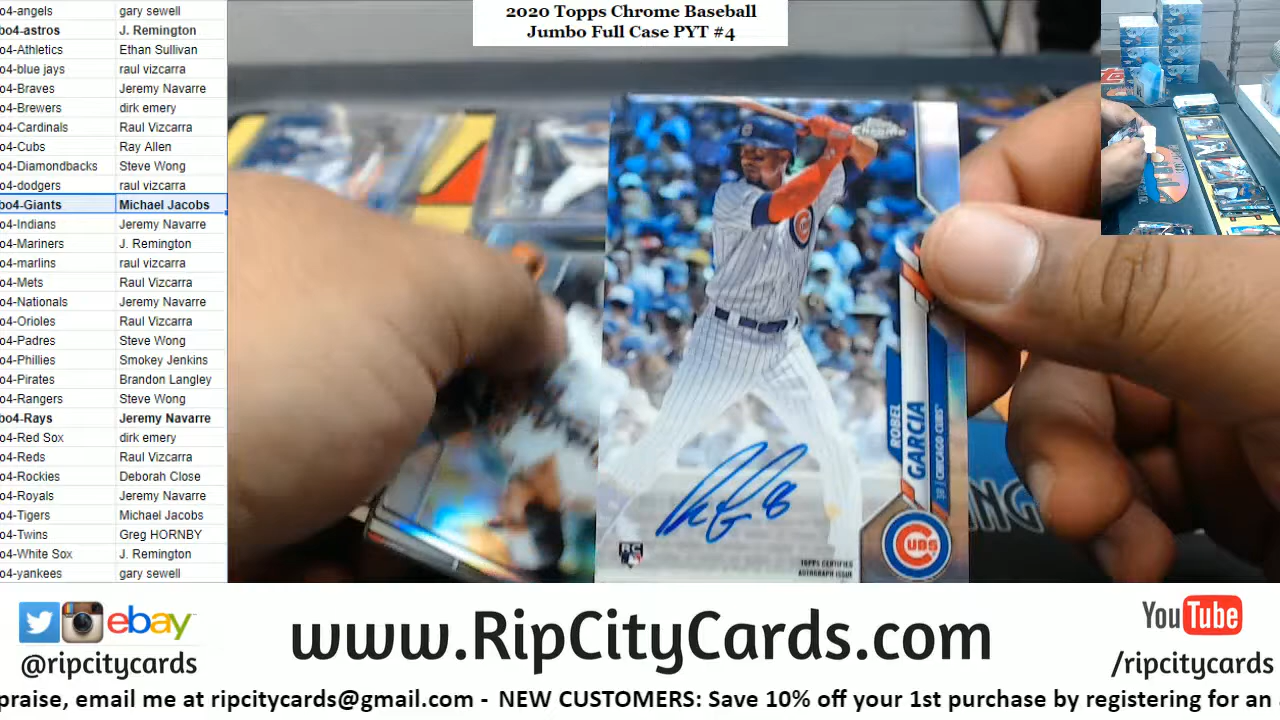 2020 Topps Chrome Baseball
Jumbo Full Case PYT #4
bo4-angels gary sewell
bo4-astros J. Remington
o4-Athletics Ethan Sullivan
o4-blue jays raul vizcarra
o4-Braves Jeremy Navarre
o4-Brewers dirk emery
o4-Cardinals Raul Vizcarra
o4-Cubs Ray Allen
o4-Diamondbacks Steve Wong
o4-dodgers raul vizcarra
bo4-Giants Michael Jacobs
o4-Indians Jeremy Navarre
o4-Mariners J. Remington
o4-marlins raul vizcarra
o4-Mets Raul Vizcarra
o4-Nationals Jeremy Navarre
o4-Orioles Raul Vizcarra
o4-Padres Steve Wong
o4-Phillies Smokey Jenkins
o4-Pirates Brandon Langley
o4-Rangers Steve Wong
bo4-Rays Jeremy Navarre
o4-Red Sox dirk emery
o4-Reds Raul Vizcarra
o4-Rockies Deborah Close
o4-Royals Jeremy Navarre
o4-Tigers Michael Jacobs
o4-Twins Greg HORNBY
o4-White Sox J. Remington
o4-yankees gary sewell
Chrome
ROBEL
GARCIA
3B | CHICAGO CUBS™
CUBS
RC
TOPPS CERTIFIED
AUTOGRAPH ISSUE
ING
ebay
@ripcitycards
www.RipCityCards.com
YouTube
/ripcitycards
praise, email me at ripcitycards@gmail.com - NEW CUSTOMERS: Save 10% off your 1st purchase by registering for an